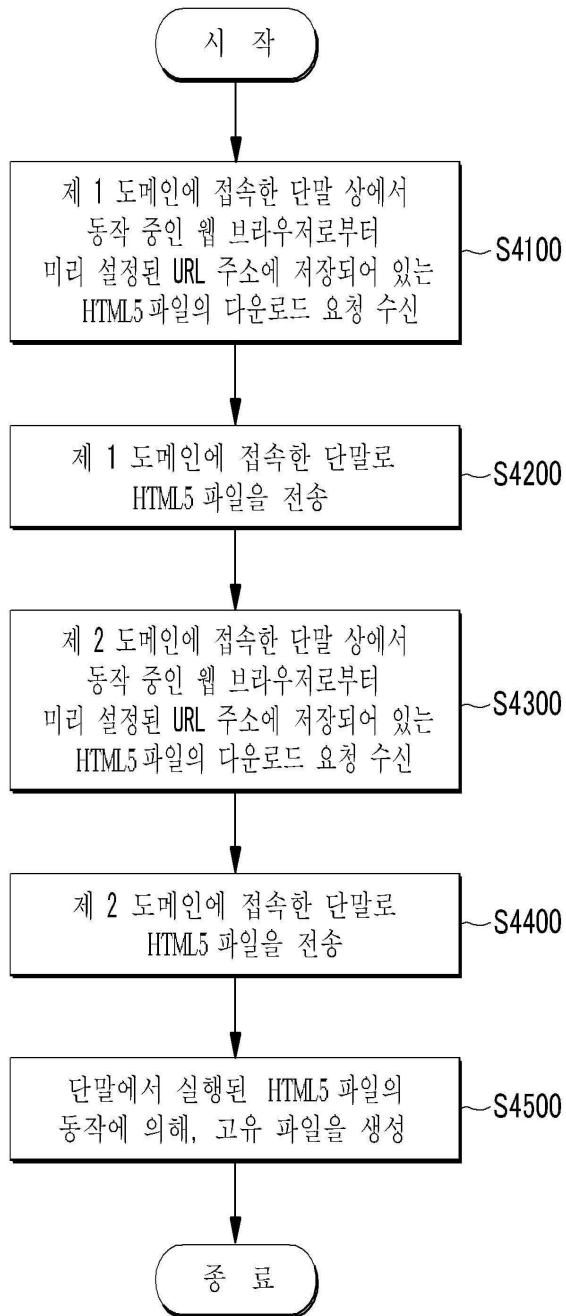 시 작
제 1 도메인에 접속한 단말 상에서
동작 중인 웹 브라우저로부터
미리 설정된 URL 주소에 저장되어 있는
HTML5 파일의 다운로드 요청 수신
S4100
제 1 도메인에 접속한 단말로
HTML5 파일을 전송
S4200
제 2 도메인에 접속한 단말 상에서
동작 중인 웹 브라우저로부터
미리 설정된 URL 주소에 저장되어 있는
HTML5 파일의 다운로드 요청 수신
S4300
제 2 도메인에 접속한 단말로
HTML5 파일을 전송
S4400
단말에서 실행된 HTML5 파일의
동작에 의해, 고유 파일을 생성
S4500
종 료